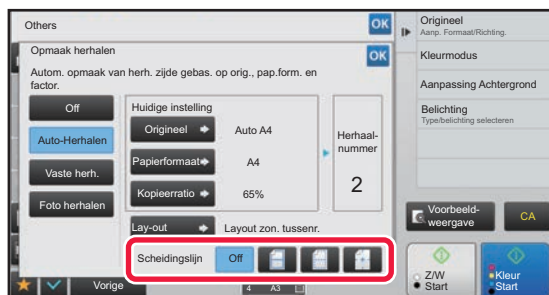 Others
OK
Opmaak herhalen
OK
Autom. opmaak van herh. zijde gebas. op orig., pap.form. en
factor.
Off
Auto-Herhalen
Vaste herh.
Foto herhalen
Huidige instelling
Origineel
Auto A4
Papierformaat
A4
Kopieerratio
65%
Herhaal-
nummer
2
Lay-out
Layout zon. tussenr.
Scheidingslijn
Off
Vorige
4
A3
Origineel
Aanp. Formaat/Richting.
Kleurmodus
Aanpassing Achtergrond
Belichting
Type/belichting selecteren
Voorbeeld-
weergave
CA
Z/W
Start
Kleur
Start